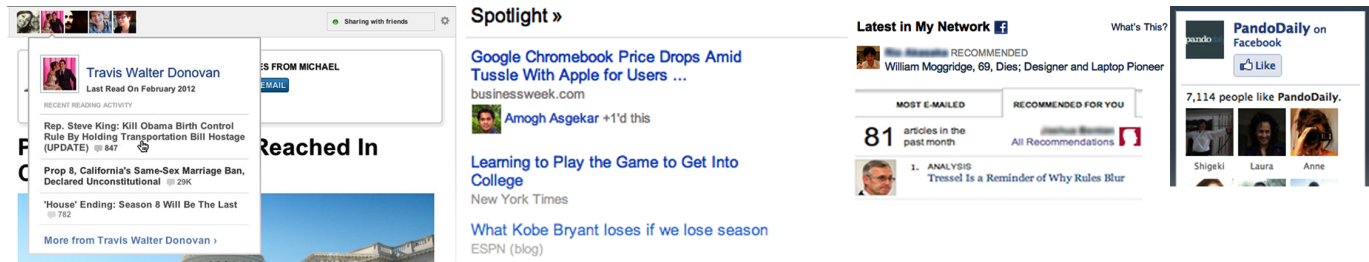 Sharing with friends
Travis Walter Donovan
Last Read On February 2012
RECENT READING ACTIVITY
Rep. Steve King: Kill Obama Birth Control
Rule By Holding Transportation Bill Hostage
(UPDATE) 847
Prop 8, California's Same-Sex Marriage Ban,
Declared Unconstitutional 29K
'House' Ending: Season 8 Will Be The Last
782
More from Travis Walter Donovan ›
ES FROM MICHAEL
EMAIL
Reached In
Spotlight »
Google Chromebook Price Drops Amid
Tussle With Apple for Users ...
businessweek.com
Amogh Asgekar +1'd this
Learning to Play the Game to Get Into
College
New York Times
What Kobe Bryant loses if we lose season
ESPN (blog)
Latest in My Network What's This?
RECOMMENDED
William Moggridge, 69, Dies; Designer and Laptop Pioneer
MOST E-MAILED RECOMMENDED FOR YOU
81 articles in the
past month
All Recommendations
1. ANALYSIS
Tressel Is a Reminder of Why Rules Blur
pandodaily
PandoDaily on
Facebook
Like
7,114 people like PandoDaily.
Shigeki Laura Anne